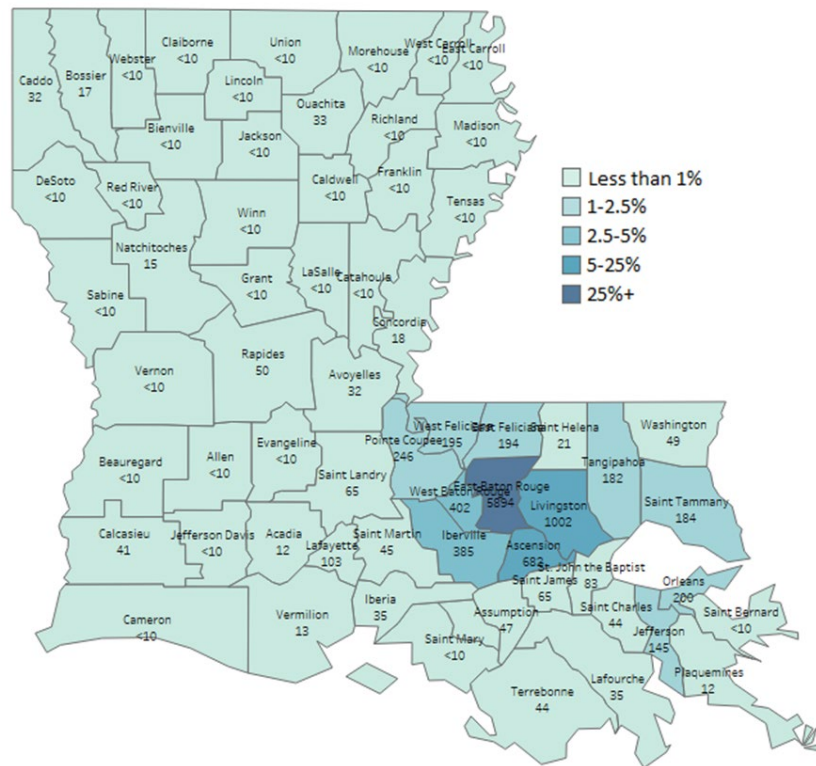 Claiborne
<10
Union
<10
Morehouse
<10
West Carroll
<10
East Carroll
<10
Webster
<10
Bossier
17
Caddo
32
Lincoln
<10
Ouachita
33
Richland
<10
Madison
<10
Bienville
<10
Jackson
<10
Caldwell
<10
Franklin
<10
Tensas
<10
DeSoto
<10
Red River
<10
Winn
<10
Natchitoches
15
Sabine
<10
Grant
<10
LaSalle
<10
Catahoula
<10
Concordia
18
Less than 1%
1-2.5%
2.5-5%
5-25%
25%+
Vernon
<10
Rapides
50
Avoyelles
32
Beauregard
<10
Allen
<10
Evangeline
<10
Saint Landry
65
Pointe Coupee
246
West Feliciana
195
East Feliciana
194
Saint Helena
21
Tangipahoa
182
Washington
49
Saint Tammany
184
West Baton Rouge
402
East Baton Rouge
5894
Livingston
1002
Calcasieu
41
Jefferson Davis
<10
Acadia
12
Lafayette
103
Saint Martin
45
Iberville
385
Ascension
682
St. John the Baptist
83
Saint James
65
Cameron
<10
Vermilion
13
Iberia
35
Saint Mary
<10
Assumption
47
Saint Charles
44
Orleans
200
Jefferson
145
Saint Bernard
<10
Plaquemines
12
Lafourche
35
Terrebonne
44